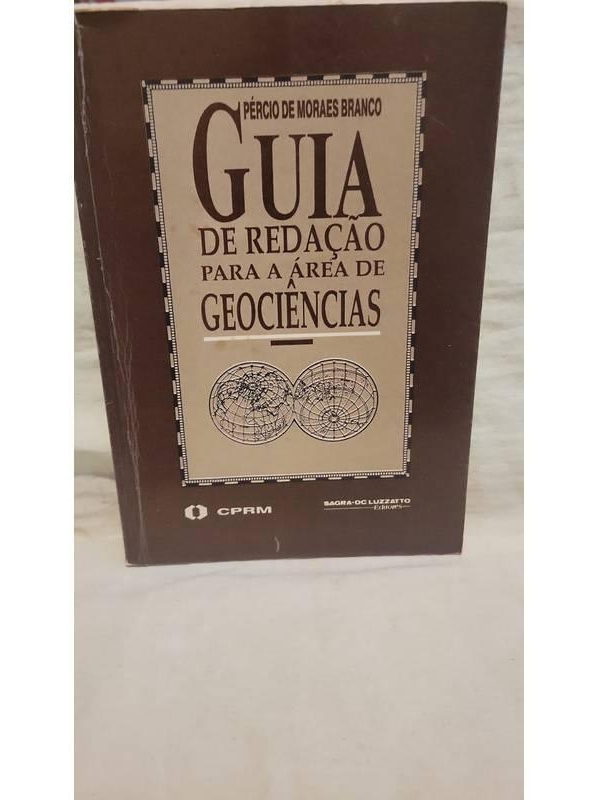 PÉRCIO DE MORAES BRANCO
GUIA
DE REDAÇÃO
PARA A ÁREA DE
GEOCIÊNCIAS
CPRM
SAGRA-DC LUZZATTO
Editores